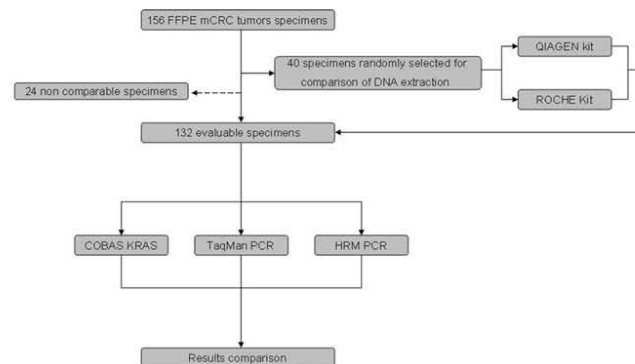 156 FFPE mCRC tumors specimens
40 specimens randomly selected for
comparison of DNA extraction
QIAGEN kit
ROCHE Kit
24 non comparable specimens
132 evaluable specimens
COBAS KRAS
TaqMan PCR
HRM PCR
Results comparison